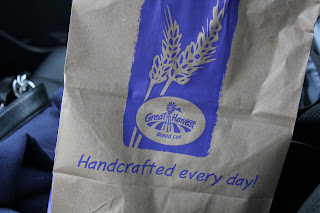 Great Harvest
Bread Co.
Handcrafted every day!